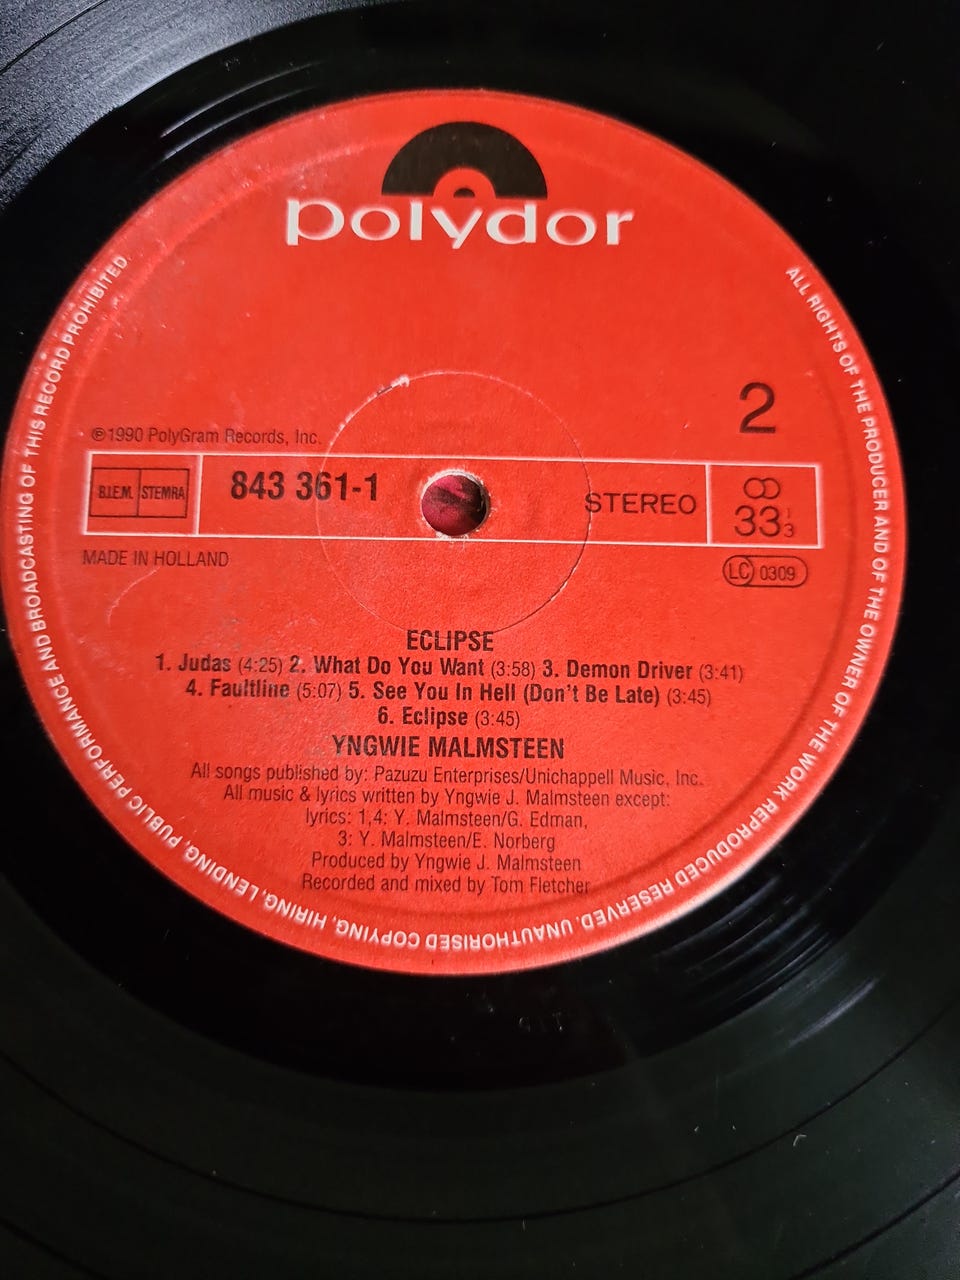 polydor
2
℗1990 PolyGram Records, Inc.
B.I.E.M. STEMRA
843 361-1
STEREO
33 1/3
MADE IN HOLLAND
LC 0309
ECLIPSE
1. Judas (4:25) 2. What Do You Want (3:58) 3. Demon Driver (3:41)
4. Faultline (5:07) 5. See You In Hell (Don't Be Late) (3:45)
6. Eclipse (3:45)
YNGWIE MALMSTEEN
All songs published by: Pazuzu Enterprises/Unichappell Music, Inc.
All music & lyrics written by Yngwie J. Malmsteen except:
lyrics: 1,4: Y. Malmsteen/G. Edman,
3: Y. Malmsteen/E. Norberg
Produced by Yngwie J. Malmsteen
Recorded and mixed by Tom Fletcher
ALL RIGHTS OF THE PRODUCER AND OF THE OWNER OF THE WORK REPRODUCED RESERVED. UNAUTHORISED COPYING, HIRING, LENDING, PUBLIC PERFORMANCE AND BROADCASTING OF THIS RECORD PROHIBITED.